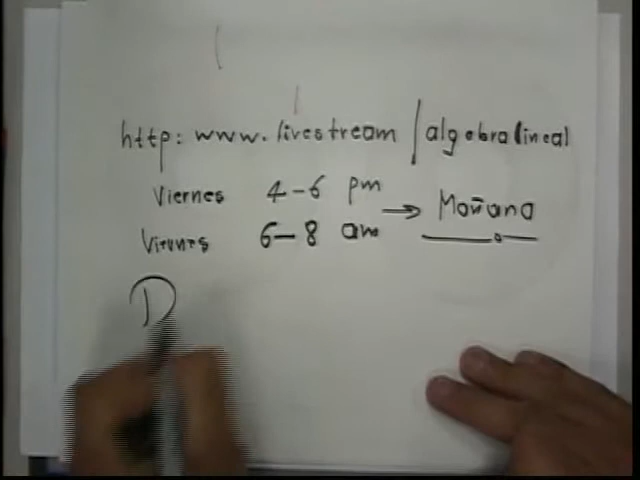 http: www.livestream /algebralineal
Viernes 4-6 pm
Viernes 6-8 am → Mañana
D